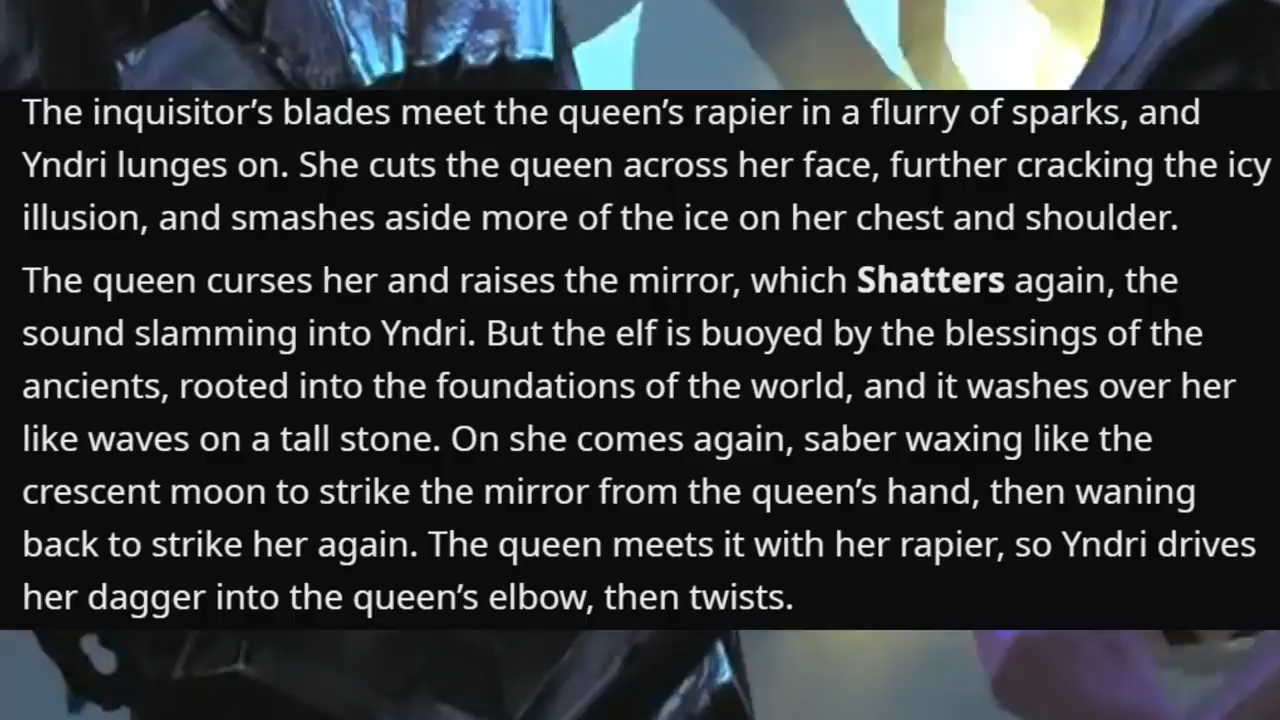 The inquisitor’s blades meet the queen’s rapier in a flurry of sparks, and
Yndri lunges on. She cuts the queen across her face, further cracking the icy
illusion, and smashes aside more of the ice on her chest and shoulder.
The queen curses her and raises the mirror, which Shatters again, the
sound slamming into Yndri. But the elf is buoyed by the blessings of the
ancients, rooted into the foundations of the world, and it washes over her
like waves on a tall stone. On she comes again, saber waxing like the
crescent moon to strike the mirror from the queen’s hand, then waning
back to strike her again. The queen meets it with her rapier, so Yndri drives
her dagger into the queen’s elbow, then twists.